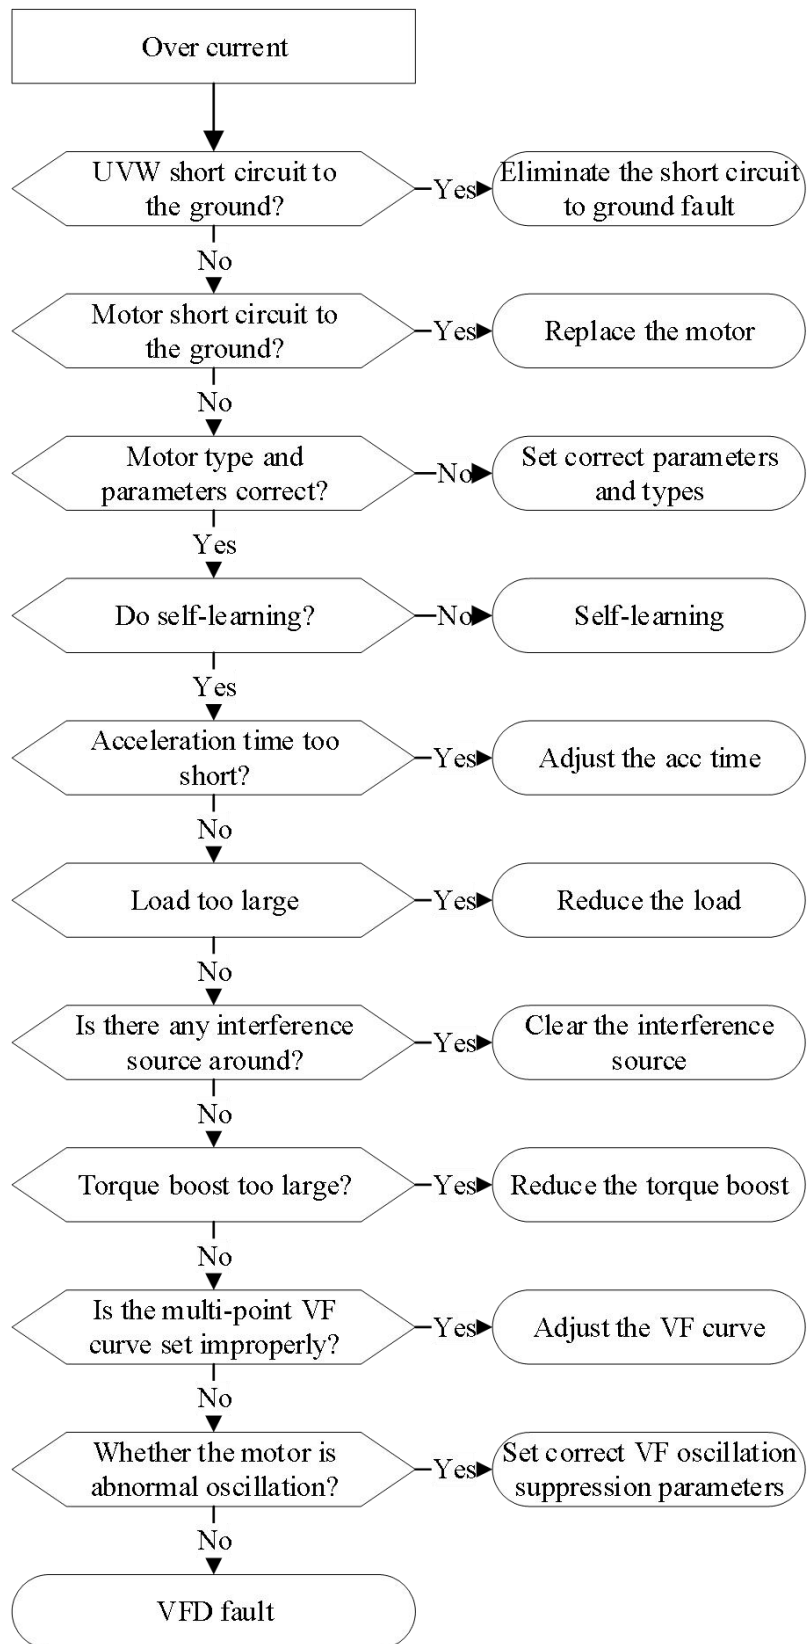 Over current
UVW short circuit to
the ground?
Yes
Eliminate the short circuit
to ground fault
No
Motor short circuit to
the ground?
Yes
Replace the motor
No
Motor type and
parameters correct?
No
Set correct parameters
and types
Yes
Do self-learning?
No
Self-learning
Yes
Acceleration time too
short?
Yes
Adjust the acc time
No
Load too large
Yes
Reduce the load
No
Is there any interference
source around?
Yes
Clear the interference
source
No
Torque boost too large?
Yes
Reduce the torque boost
No
Is the multi-point VF
curve set improperly?
Yes
Adjust the VF curve
No
Whether the motor is
abnormal oscillation?
Yes
Set correct VF oscillation
suppression parameters
No
VFD fault